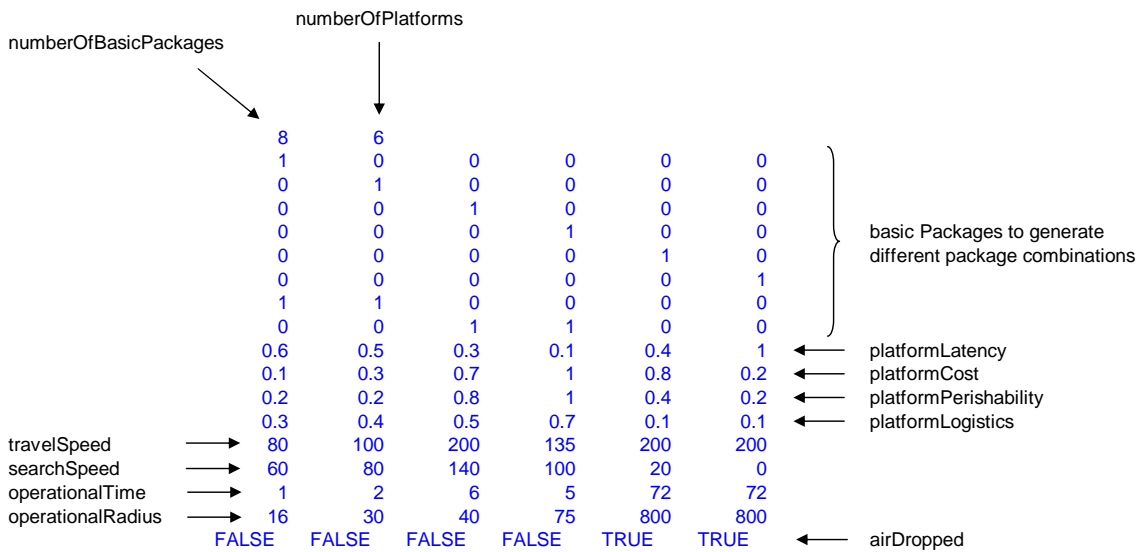 numberOfPlatforms
numberOfBasicPackages
8 6
1 0 0 0 0 0
0 1 0 0 0 0
0 0 1 0 0 0
0 0 0 1 0 0
basic Packages to generate
0 0 0 0 1 0
different package combinations
0 0 0 0 0 1
1 1 0 0 0 0
0 0 1 1 0 0
0.6 0.5 0.3 0.1 0.4 1 platformLatency
0.1 0.3 0.7 1 0.8 0.2 platformCost
0.2 0.2 0.8 1 0.4 0.2 platformPerishability
0.3 0.4 0.5 0.7 0.1 0.1 platformLogistics
travelSpeed 80 100 200 135 200 200
searchSpeed 60 80 140 100 20 0
operationalTime 1 2 6 5 72 72
operationalRadius 16 30 40 75 800 800
FALSE FALSE FALSE FALSE TRUE TRUE airDropped